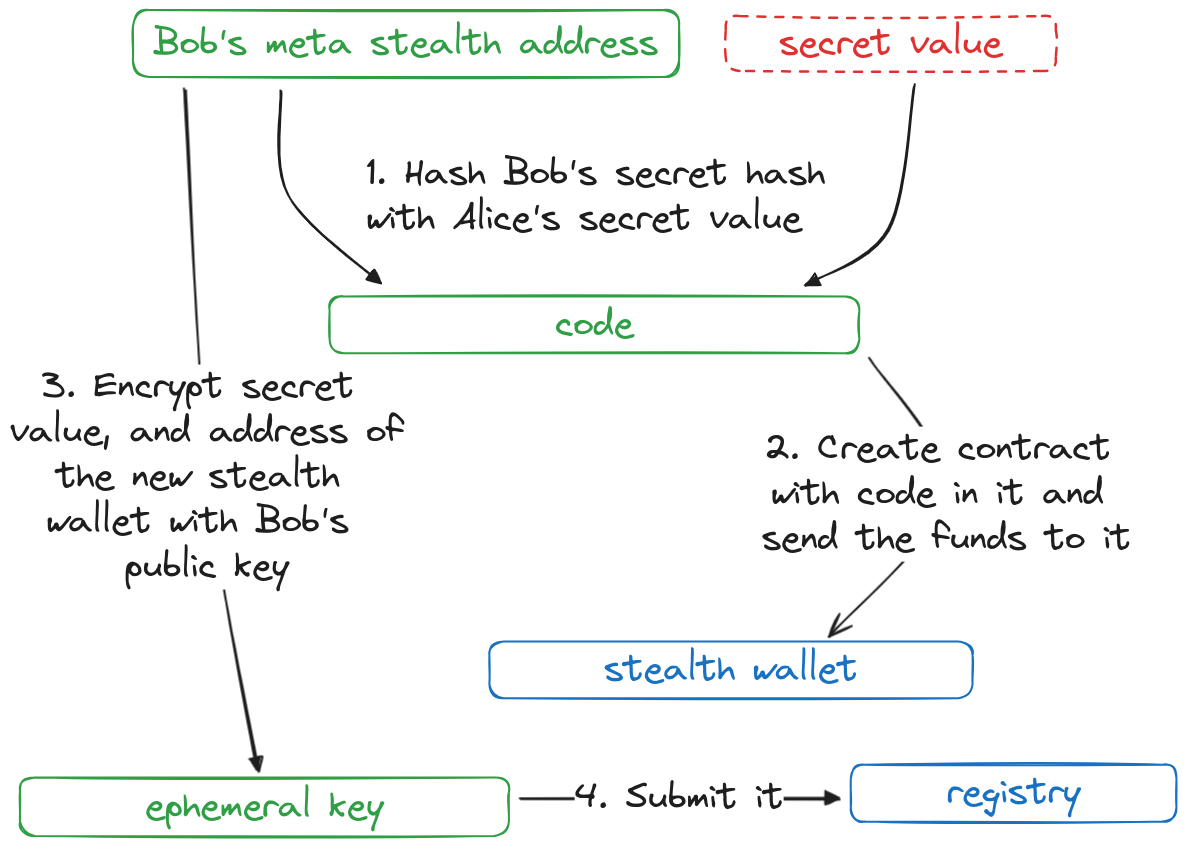 Bob's meta stealth address
secret value
1. Hash Bob's secret hash
with Alice's secret value
code
3. Encrypt secret
value, and address of
the new stealth
wallet with Bob's
public key
2. Create contract
with code in it and
send the funds to it
stealth wallet
ephemeral key
4. Submit it
registry